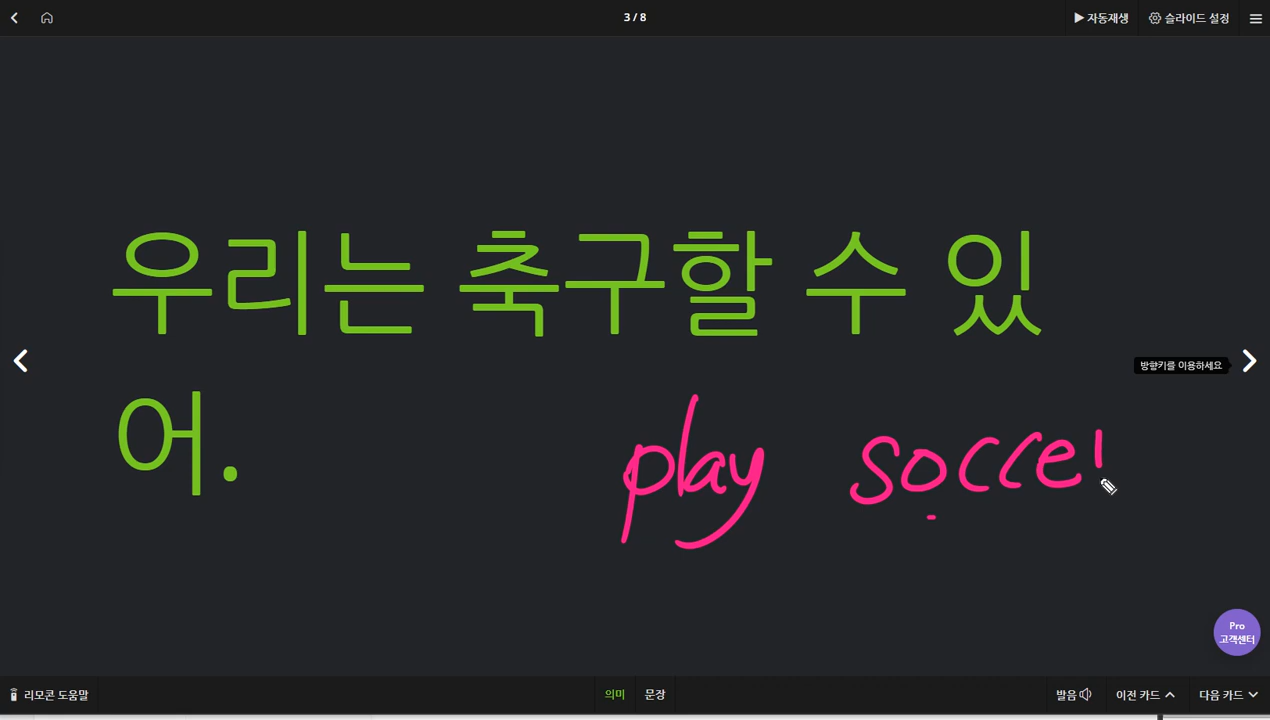 3 / 8
자동재생
슬라이드 설정
우리는 축구할 수 있
어.
방향키를 이용하세요
play socce
Pro
고객센터
리모콘 도움말
의미
문장
발음
이전 카드
다음 카드